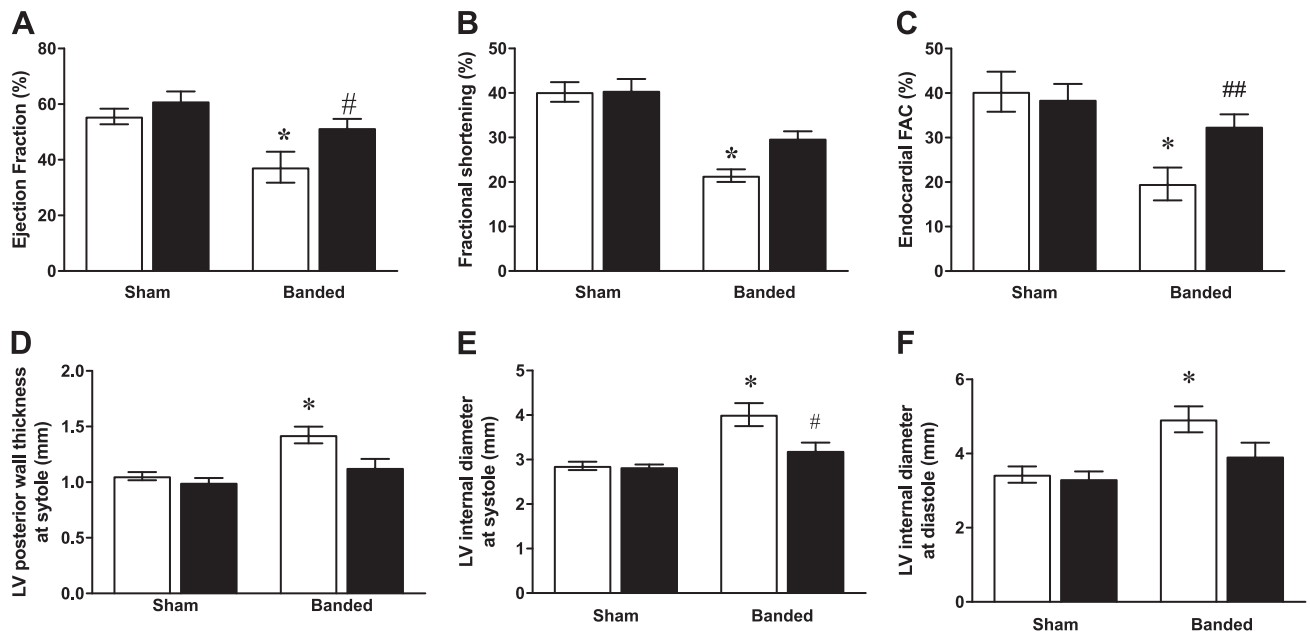 A
Ejection Fraction (%)
80
60
40
20
0
*
#
Sham
Banded
B
Fractional shortening (%)
50
40
30
20
10
0
*
Sham
Banded
C
Endocardial FAC (%)
50
40
30
20
10
0
*
##
Sham
Banded
D
LV posterior wall thickness
at sytole (mm)
2.0
1.5
1.0
0.5
0.0
*
Sham
Banded
E
LV internal diameter
at systole (mm)
5
4
3
2
1
0
*
#
Sham
Banded
F
LV internal diameter
at diastole (mm)
6
4
2
0
*
Sham
Banded